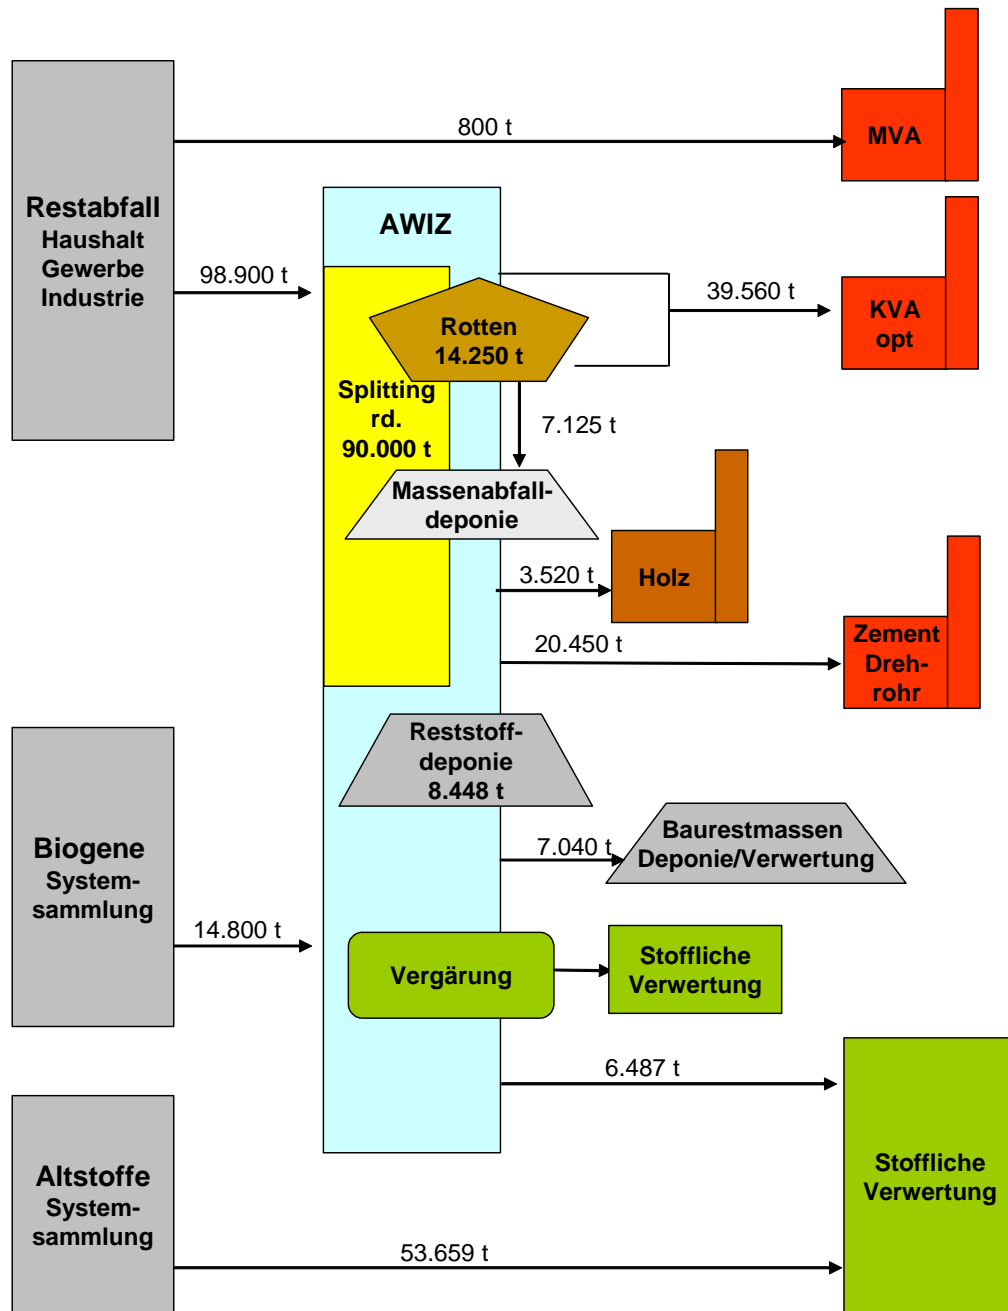 800 t
MVA
Restabfall
Haushalt
Gewerbe
Industrie
98.900 t
AWIZ
39.560 t
KVA
opt
Rotten
14.250 t
Splitting
rd.
90.000 t
7.125 t
Massenabfall-
deponie
3.520 t
Holz
20.450 t
Zement
Dreh-
rohr
Reststoff-
deponie
8.448 t
7.040 t
Baurestmassen
Deponie/Verwertung
Biogene
System-
sammlung
14.800 t
Vergärung
Stoffliche
Verwertung
6.487 t
Altstoffe
System-
sammlung
53.659 t
Stoffliche
Verwertung